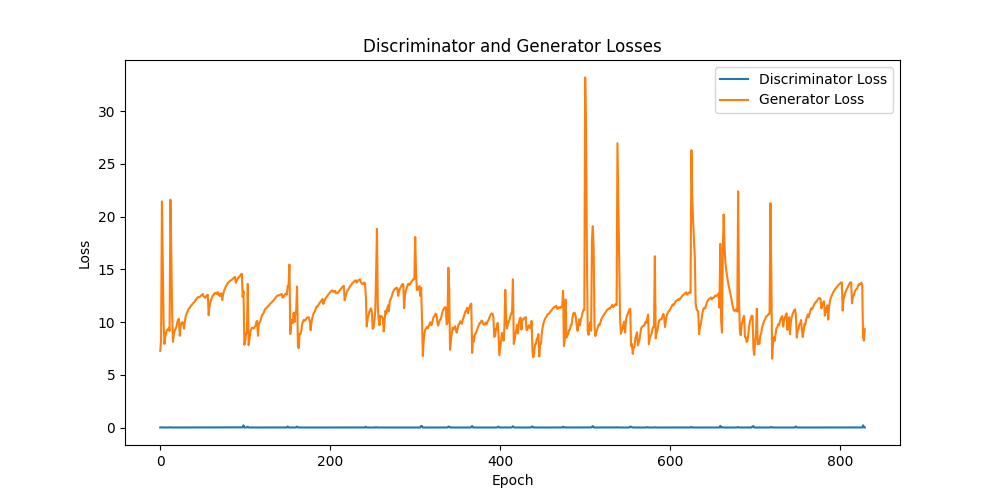 Discriminator and Generator Losses
Discriminator Loss
Generator Loss
Loss
30
25
20
15
10
5
0
0 200 400 600 800
Epoch